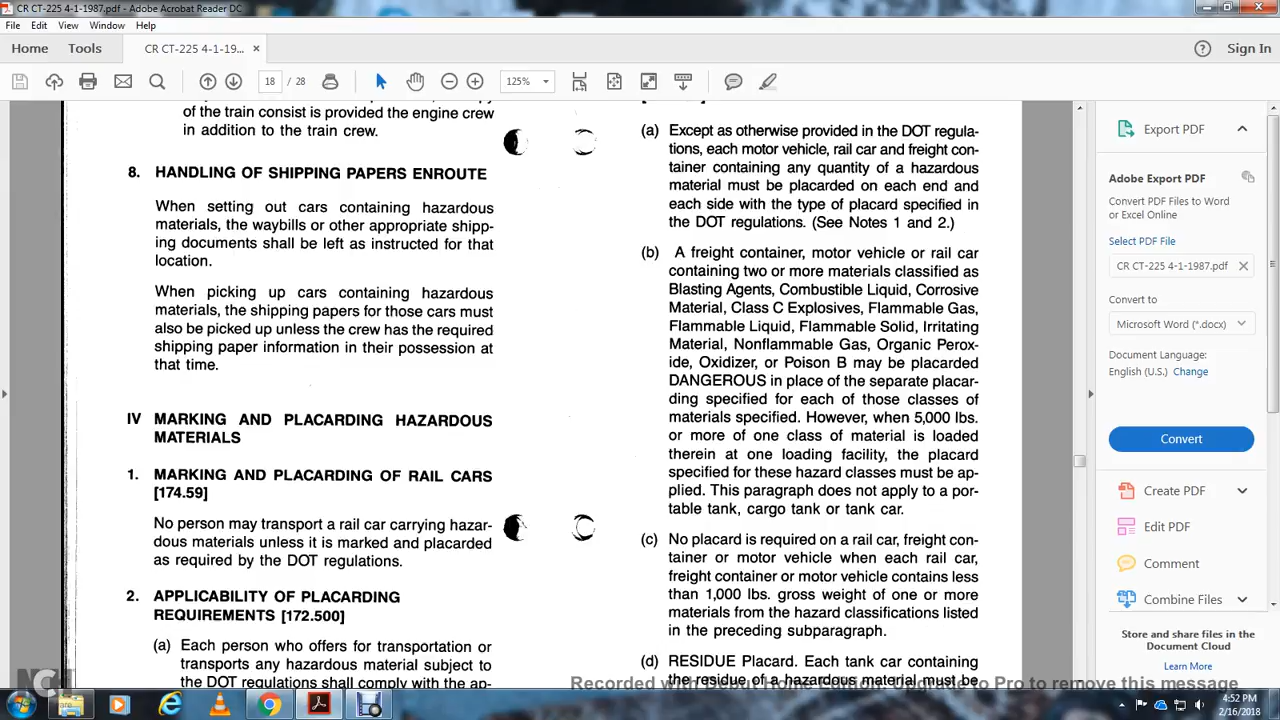 CR CT-225 4-1-1987.pdf - Adobe Acrobat Reader DC
File Edit View Window Help
Home Tools CR CT-225 4-1-19... × Sign In
18 / 28 125%
of the train consist is provided the engine crew
in addition to the train crew.
8. HANDLING OF SHIPPING PAPERS ENROUTE
When setting out cars containing hazardous
materials, the waybills or other appropriate shipp-
ing documents shall be left as instructed for that
location.
When picking up cars containing hazardous
materials, the shipping papers for those cars must
also be picked up unless the crew has the required
shipping paper information in their possession at
that time.
IV MARKING AND PLACARDING HAZARDOUS
MATERIALS
1. MARKING AND PLACARDING OF RAIL CARS
[174.59]
No person may transport a rail car carrying hazar-
dous materials unless it is marked and placarded
as required by the DOT regulations.
2. APPLICABILITY OF PLACARDING
REQUIREMENTS [172.500]
(a) Each person who offers for transportation or
transports any hazardous material subject to
the DOT regulations shall comply with the ap-
(a) Except as otherwise provided in the DOT regula-
tions, each motor vehicle, rail car and freight con-
tainer containing any quantity of a hazardous
material must be placarded on each end and
each side with the type of placard specified in
the DOT regulations. (See Notes 1 and 2.)
(b) A freight container, motor vehicle or rail car
containing two or more materials classified as
Blasting Agents, Combustible Liquid, Corrosive
Material, Class C Explosives, Flammable Gas,
Flammable Liquid, Flammable Solid, Irritating
Material, Nonflammable Gas, Organic Perox-
ide, Oxidizer, or Poison B may be placarded
DANGEROUS in place of the separate placar-
ding specified for each of those classes of
materials specified. However, when 5,000 lbs.
or more of one class of material is loaded
therein at one loading facility, the placard
specified for these hazard classes must be ap-
plied. This paragraph does not apply to a por-
table tank, cargo tank or tank car.
(c) No placard is required on a rail car, freight con-
tainer or motor vehicle when each rail car,
freight container or motor vehicle contains less
than 1,000 lbs. gross weight of one or more
materials from the hazard classifications listed
in the preceding subparagraph.
(d) RESIDUE Placard. Each tank car containing
the residue of a hazardous material must be
Export PDF
Adobe Export PDF
Convert PDF Files to Word
or Excel Online
Select PDF File
CR CT-225 4-1-1987.pdf
Convert to
Microsoft Word (*.docx)
Document Language:
English (U.S.) Change
Convert
Create PDF
Edit PDF
Comment
Combine Files
Store and share files in the
Document Cloud
Learn More
NCH
4:52 PM
2/16/2018